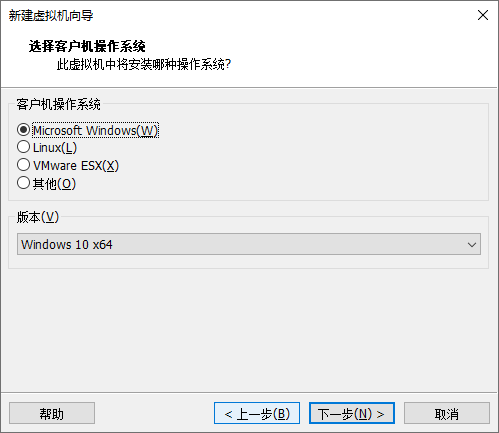 新建虚拟机向导
选择客户机操作系统
此虚拟机中将安装哪种操作系统?
客户机操作系统
Microsoft Windows(W)
Linux(L)
VMware ESX(X)
其他(O)
版本(V)
Windows 10 x64
帮助
< 上一步(B)
下一步(N) >
取消